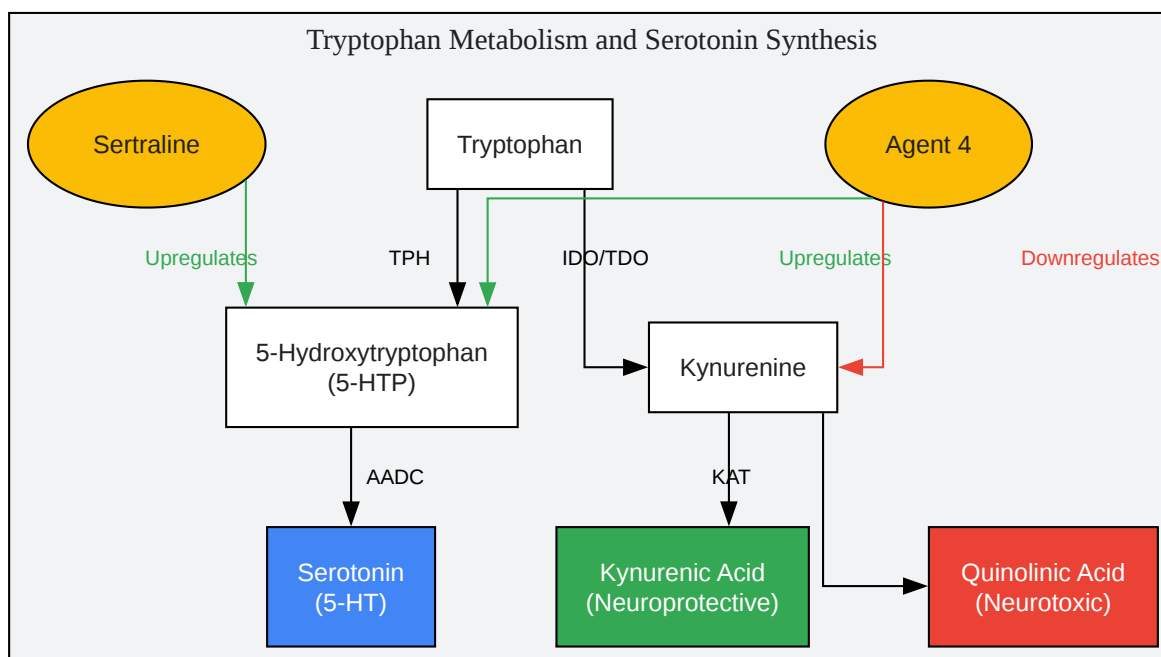 Tryptophan Metabolism and Serotonin Synthesis
Sertraline
Tryptophan
Agent 4
Upregulates
TPH
IDO/TDO
Upregulates
Downregulates
5-Hydroxytryptophan
(5-HTP)
Kynurenine
AADC
KAT
Serotonin
(5-HT)
Kynurenic Acid
(Neuroprotective)
Quinolinic Acid
(Neurotoxic)